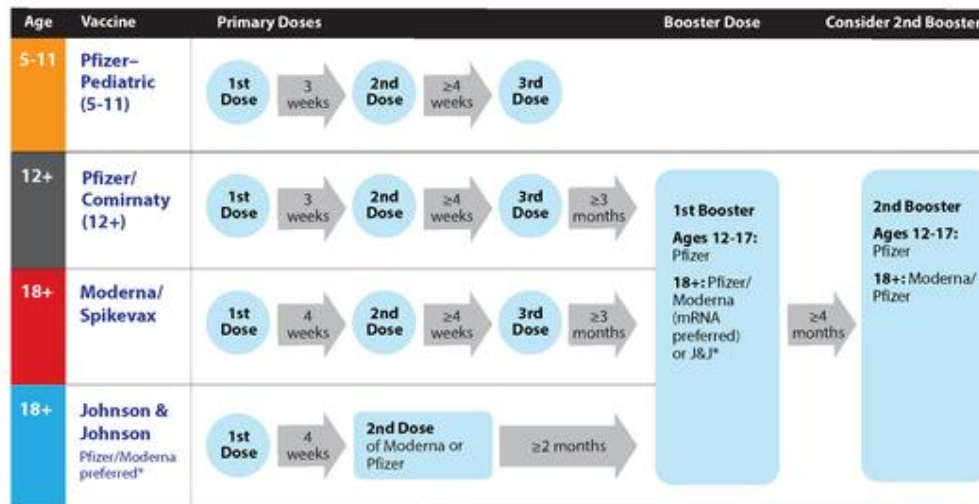 Age Vaccine Primary Doses Booster Dose Consider 2nd Booster
5-11
Pfizer–
Pediatric
(5-11)
1st
Dose
3
weeks
2nd
Dose
≥4
weeks
3rd
Dose
12+
Pfizer/
Comirnaty
(12+)
1st
Dose
3
weeks
2nd
Dose
≥4
weeks
3rd
Dose
≥3
months
18+
Moderna/
Spikevax
1st
Dose
4
weeks
2nd
Dose
≥4
weeks
3rd
Dose
≥3
months
18+
Johnson &
Johnson
Pfizer/Moderna
preferred*
1st
Dose
4
weeks
2nd Dose
of Moderna or
Pfizer
≥2 months
1st Booster
Ages 12-17:
Pfizer
18+: Pfizer/
Moderna
(mRNA
preferred)
or J&J*
≥4
months
2nd Booster
Ages 12-17:
Pfizer
18+: Moderna/
Pfizer